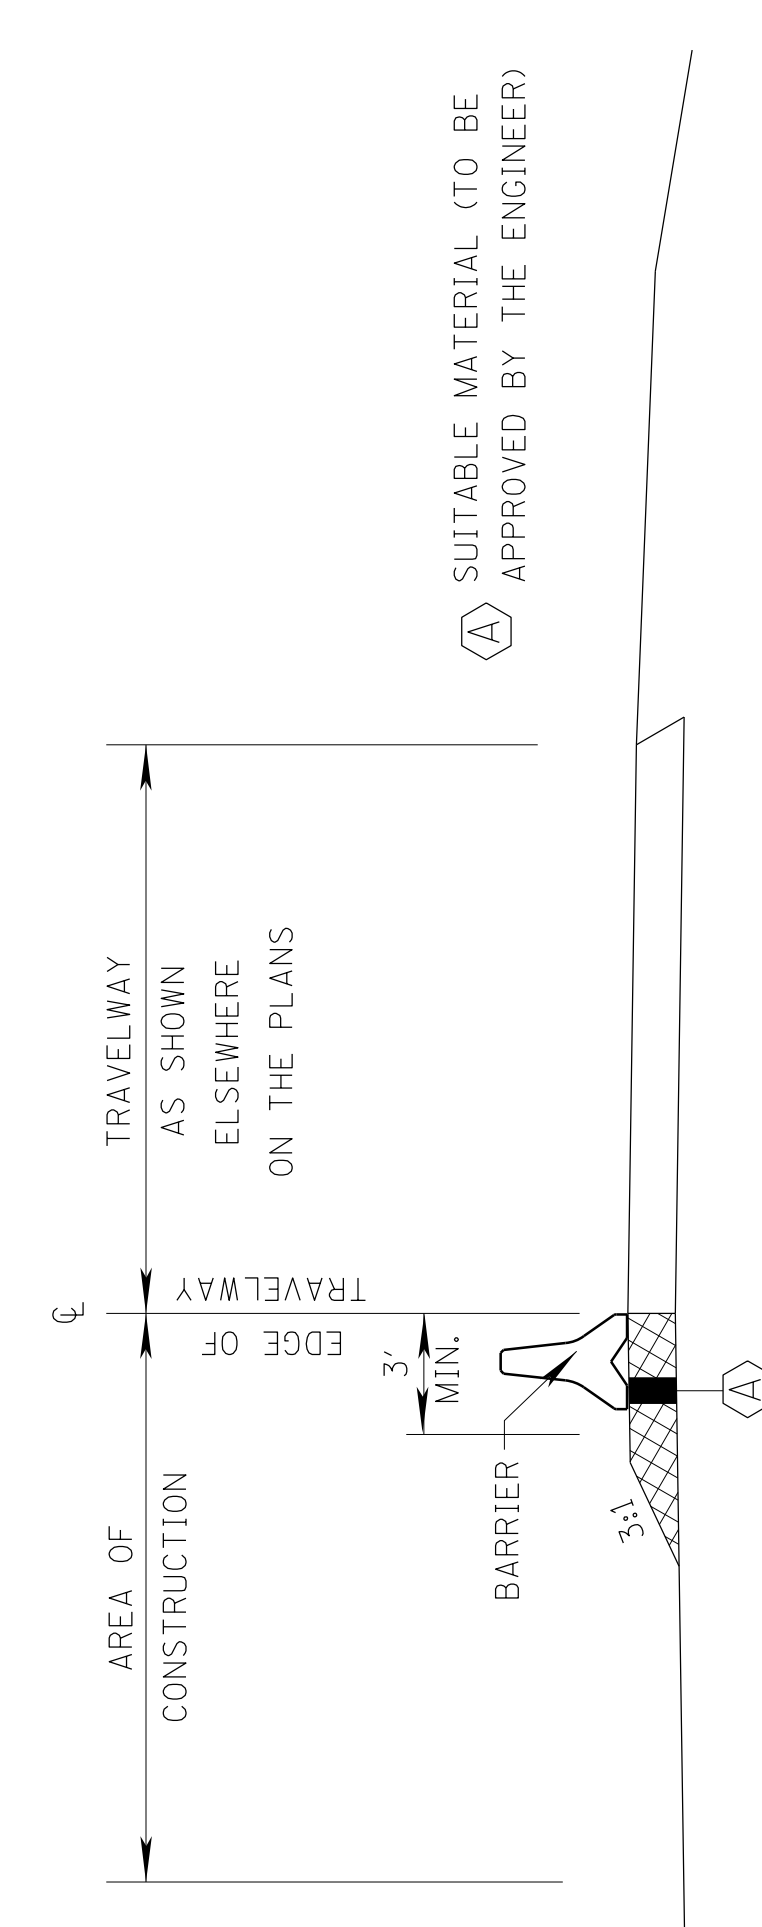 ℄
AREA OF
CONSTRUCTION
TRAVELWAY
AS SHOWN
ELSEWHERE
ON THE PLANS
EDGE OF
TRAVELWAY
3'
MIN.
BARRIER
3:1
A
A
SUITABLE MATERIAL (TO BE
APPROVED BY THE ENGINEER)